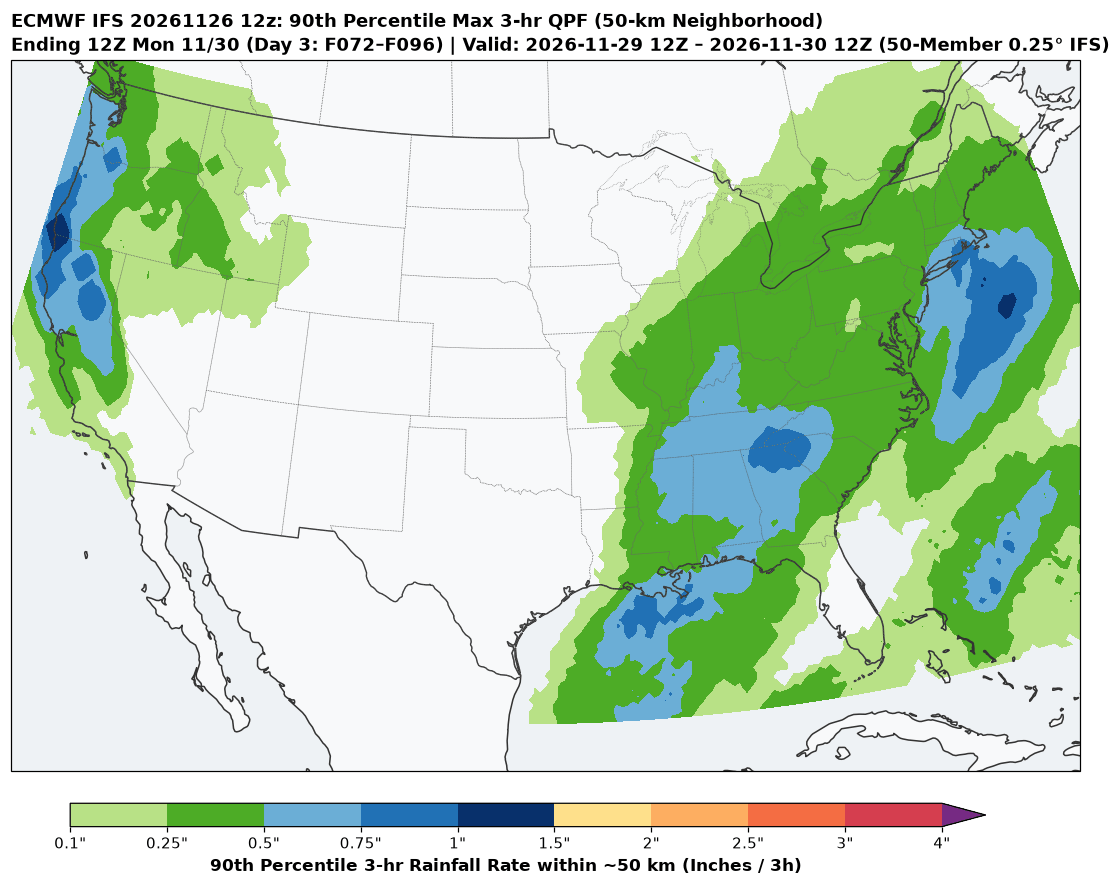 ECMWF IFS 20261126 12z: 90th Percentile Max 3-hr QPF (50-km Neighborhood)
Ending 12Z Mon 11/30 (Day 3: F072–F096) | Valid: 2026-11-29 12Z – 2026-11-30 12Z (50-Member 0.25° IFS)
0.1" 0.25" 0.5" 0.75" 1" 1.5" 2" 2.5" 3" 4"
90th Percentile 3-hr Rainfall Rate within ~50 km (Inches / 3h)